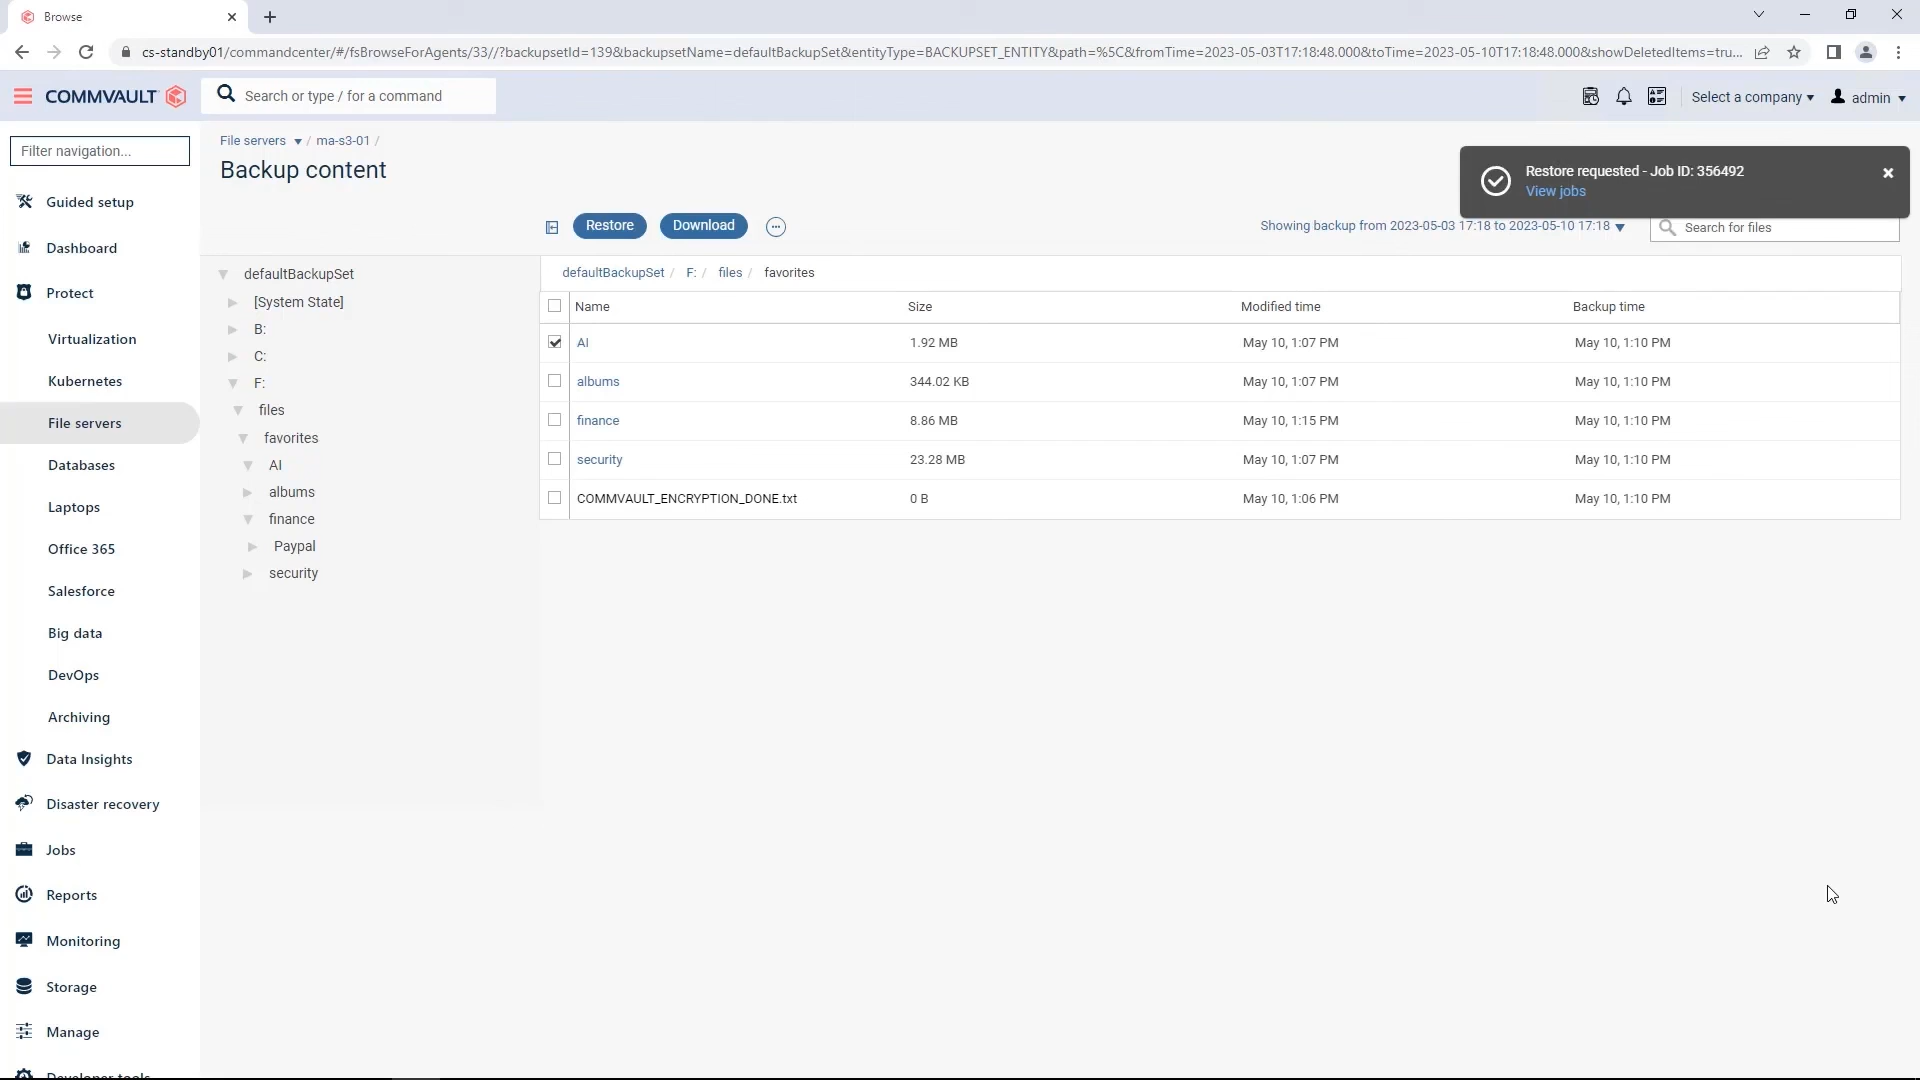 Browse
cs-standby01/commandcenter/#/fsBrowseForAgents/33//?backupsetId=139&backupsetName=defaultBackupSet&entityType=BACKUPSET_ENTITY&path=%5C&fromTime=2023-05-03T17:18:48.000&toTime=2023-05-10T17:18:48.000&showDeletedItems=tru...
COMMVAULT
Search or type / for a command
Select a company
admin
Filter navigation...
File servers / ma-s3-01 /
Backup content
Restore requested - Job ID: 356492
View jobs
Restore
Download
Showing backup from 2023-05-03 17:18 to 2023-05-10 17:18
Search for files
Guided setup
Dashboard
Protect
Virtualization
Kubernetes
File servers
Databases
Laptops
Office 365
Salesforce
Big data
DevOps
Archiving
Data Insights
Disaster recovery
Jobs
Reports
Monitoring
Storage
Manage
Developer tools
defaultBackupSet
[System State]
B:
C:
F:
files
favorites
AI
albums
finance
Paypal
security
defaultBackupSet / F: / files / favorites
Name Size Modified time Backup time
AI 1.92 MB May 10, 1:07 PM May 10, 1:10 PM
albums 344.02 KB May 10, 1:07 PM May 10, 1:10 PM
finance 8.86 MB May 10, 1:15 PM May 10, 1:10 PM
security 23.28 MB May 10, 1:07 PM May 10, 1:10 PM
COMMVAULT_ENCRYPTION_DONE.txt 0 B May 10, 1:06 PM May 10, 1:10 PM